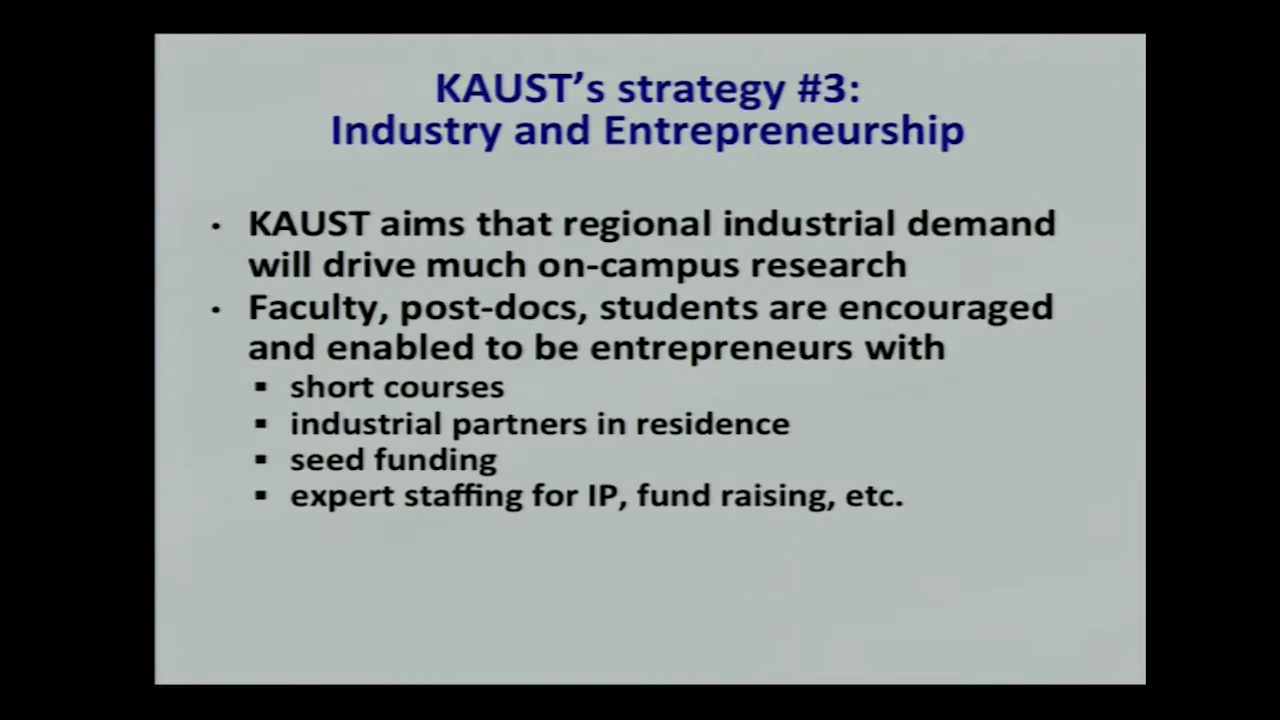 KAUST’s strategy #3:
Industry and Entrepreneurship
• KAUST aims that regional industrial demand
will drive much on-campus research
• Faculty, post-docs, students are encouraged
and enabled to be entrepreneurs with
▪ short courses
▪ industrial partners in residence
▪ seed funding
▪ expert staffing for IP, fund raising, etc.